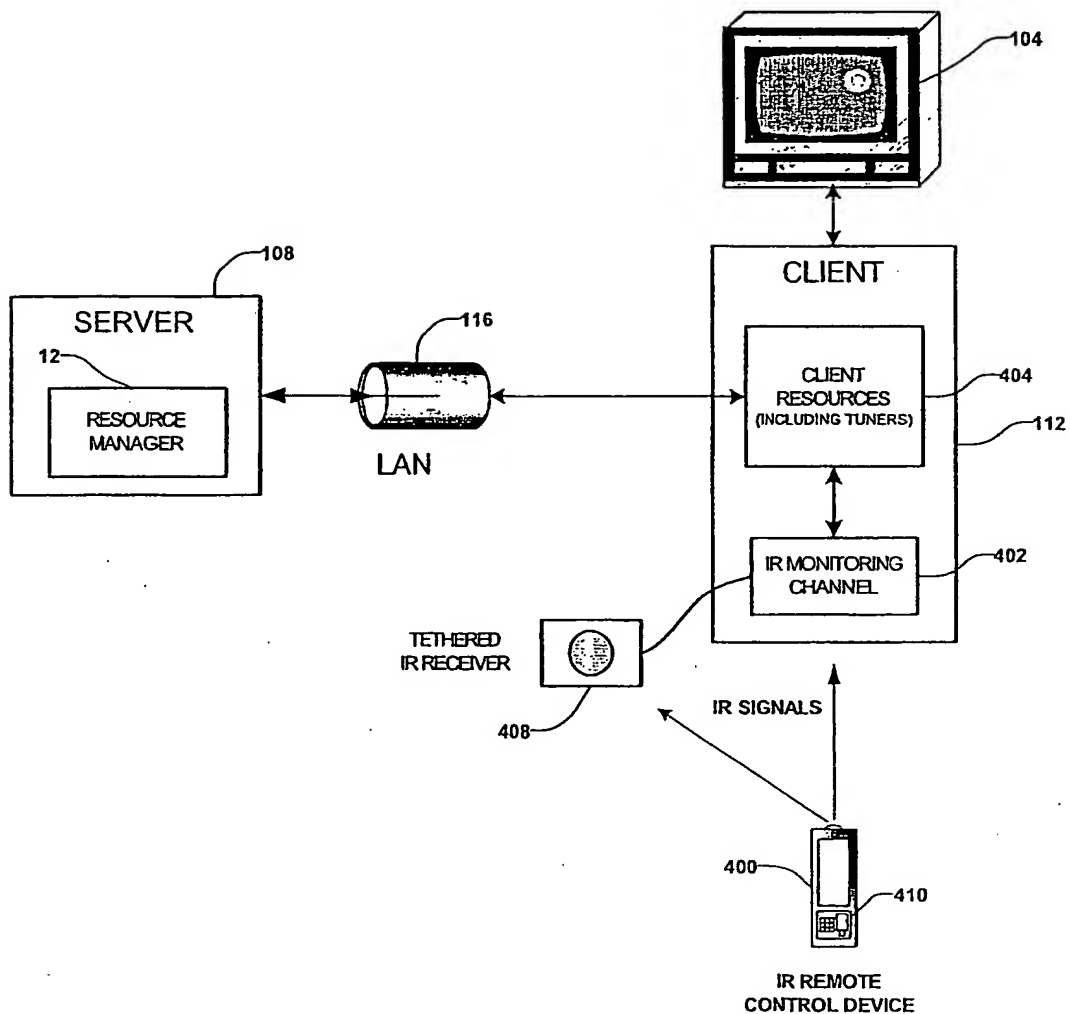 104
108
CLIENT
SERVER
116
12
RESOURCE
MANAGER
CLIENT
RESOURCES
(INCLUDING TUNERS)
404
112
LAN
IR MONITORING
CHANNEL
402
TETHERED
IR RECEIVER
408
IR SIGNALS
400
410
IR REMOTE
CONTROL DEVICE